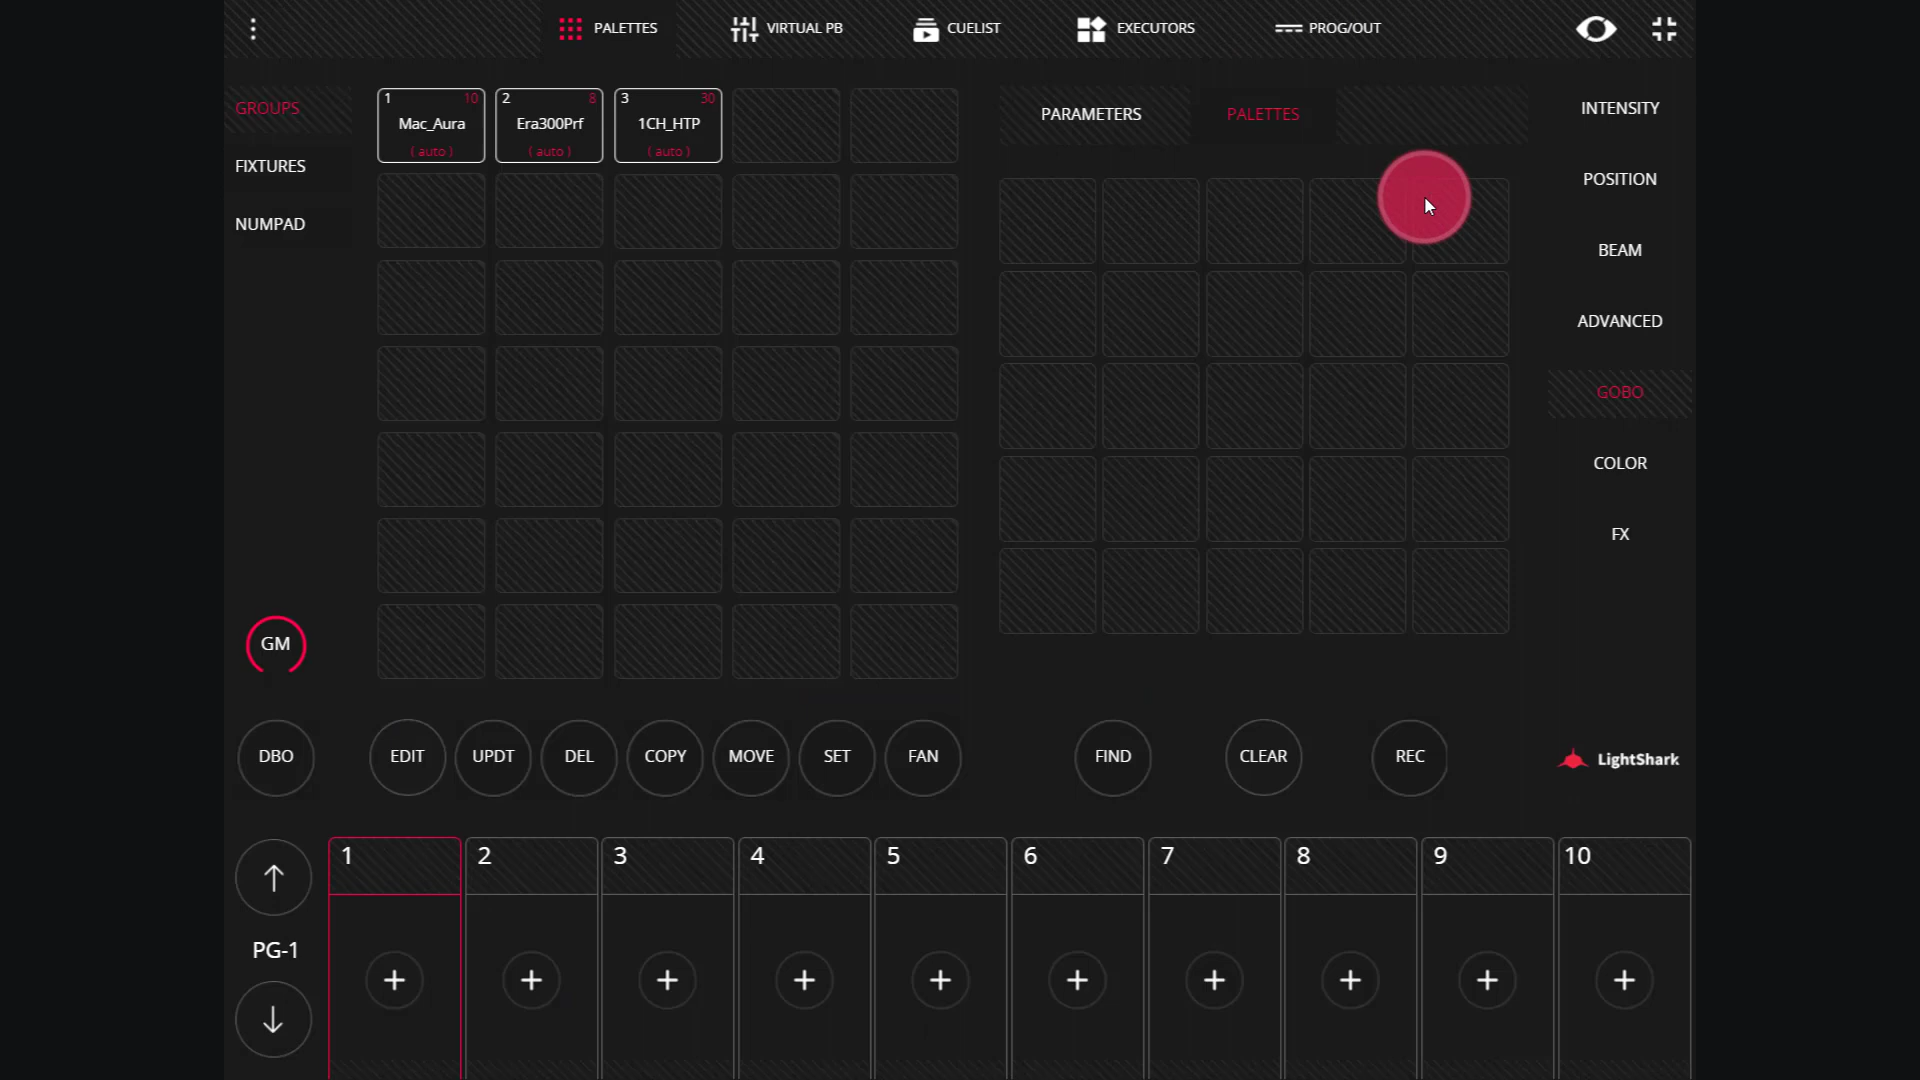 PALETTES
VIRTUAL PB
CUELIST
EXECUTORS
PROG/OUT
GROUPS
FIXTURES
NUMPAD
1 10
Mac_Aura
( auto )
2 8
Era300Prf
( auto )
3 30
1CH_HTP
( auto )
PARAMETERS
PALETTES
INTENSITY
POSITION
BEAM
ADVANCED
GOBO
COLOR
FX
GM
DBO
EDIT
UPDT
DEL
COPY
MOVE
SET
FAN
FIND
CLEAR
REC
LightShark
PG-1
1
2
3
4
5
6
7
8
9
10